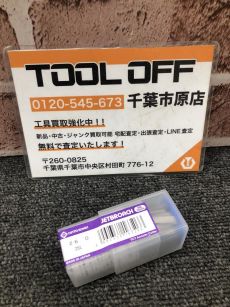 TOOL OFF
0120-545-673 千葉市原店
工具買取強化中！！
新品・中古・ジャンク買取可能 宅配査定・出張査定・LINE査定
無料で査定いたします！
〒260-0825
千葉県千葉市中央区村田町 776-12
JETBROACH